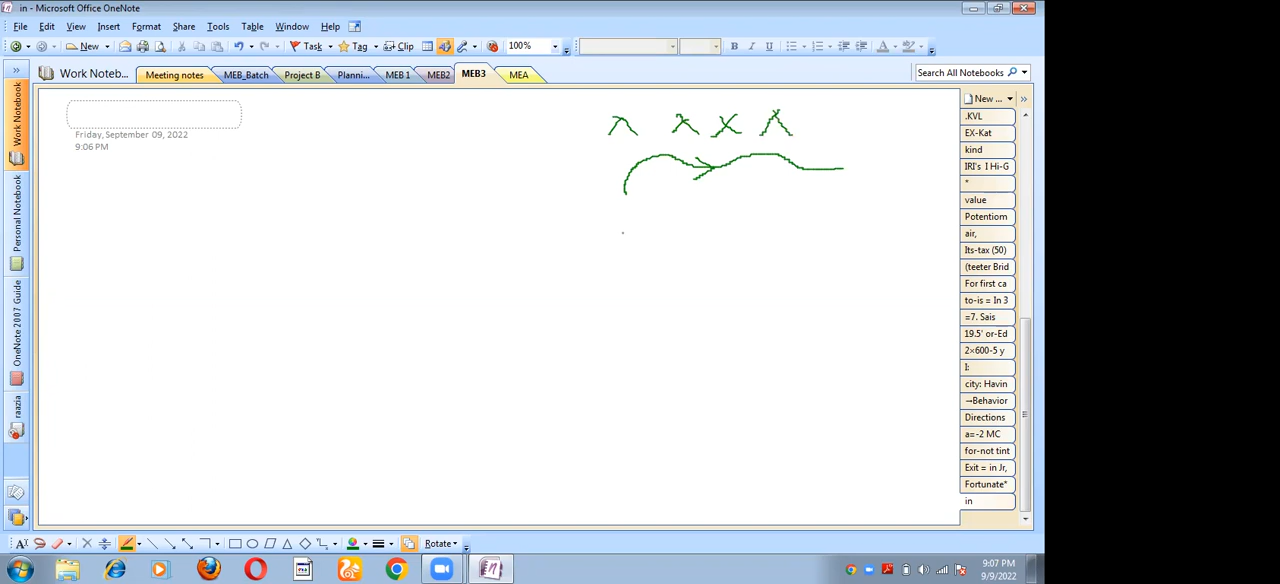 in - Microsoft Office OneNote
File Edit View Insert Format Share Tools Table Window Help
New Task Tag Clip 100% B I U A
Work Noteb... Meeting notes MEB_Batch Project B Planni... MEB 1 MEB2 MEB3 MEA Search All Notebooks
Work Notebook
Personal Notebook
OneNote 2007 Guide
raazia
Friday, September 09, 2022
9:06 PM
New ...
.KVL
EX-Kat
kind
IRI's I Hi-G
*
value
Potentiom
air,
Its-tax (50)
(teeter Brid
For first ca
to-is = In 3
=7. Sais
19.5' or-Ed
2×600-5 y
I:
city: Havin
→Behavior
Directions
a=-2 MC
for-not tint
Exit = in Jr,
Fortunate*
in
Rotate
9:07 PM
9/9/2022